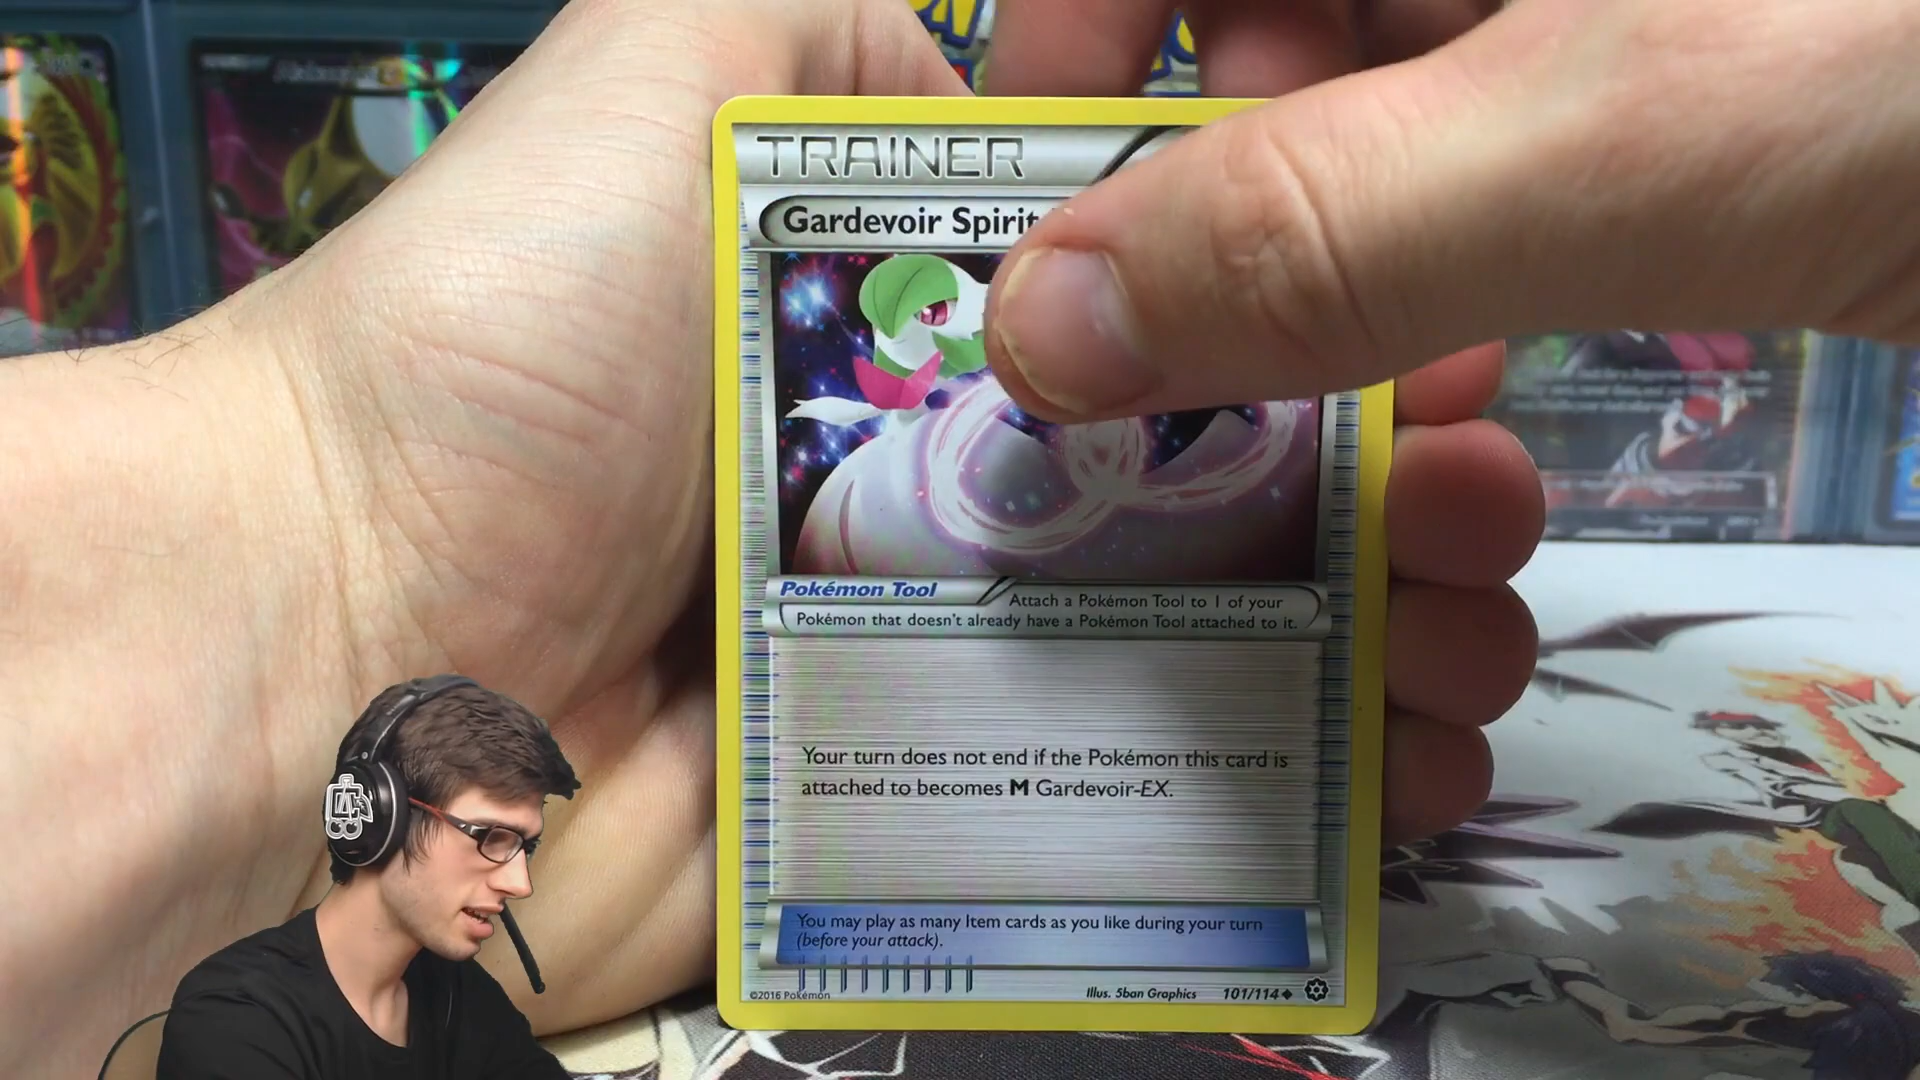 TRAINER
Gardevoir Spirit
Pokémon Tool
Attach a Pokémon Tool to 1 of your
Pokémon that doesn't already have a Pokémon Tool attached to it.
Your turn does not end if the Pokémon this card is
attached to becomes M Gardevoir-EX.
You may play as many Item cards as you like during your turn
(before your attack).
©2016 Pokémon
Illus. 5ban Graphics
101/114